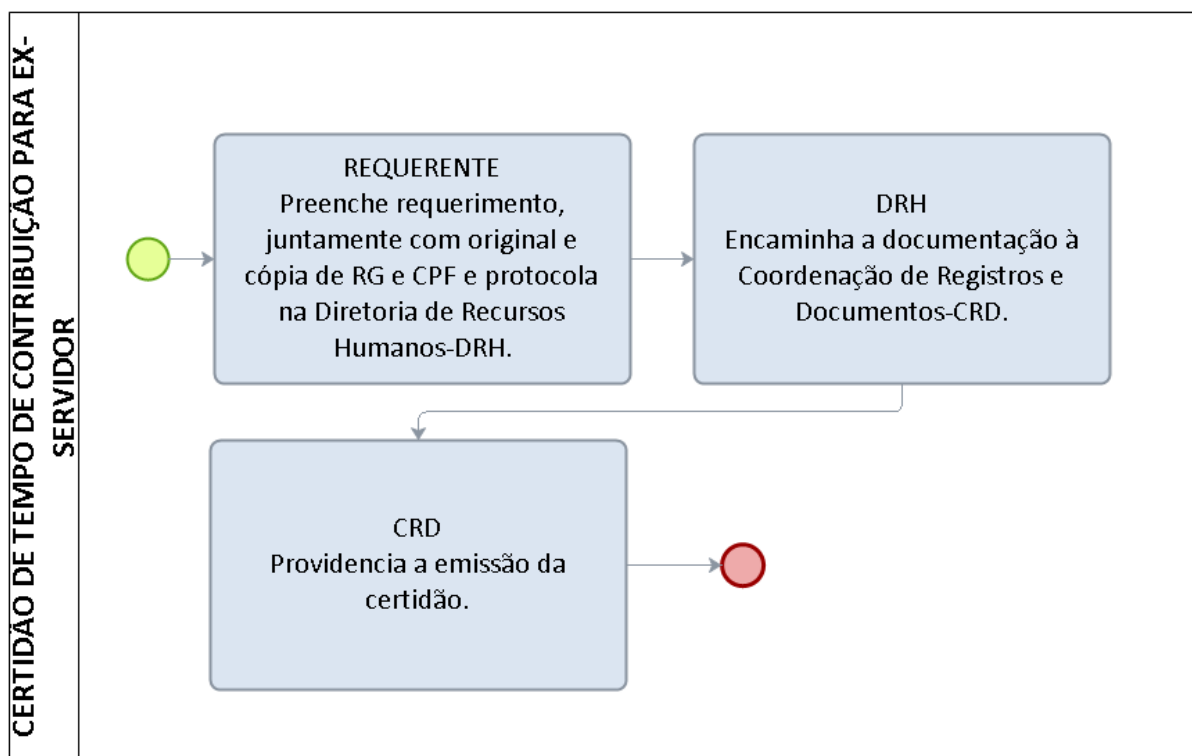 CERTIDÃO DE TEMPO DE CONTRIBUIÇÃO PARA EX-
SERVIDOR
REQUERENTE
Preenche requerimento,
juntamente com original e
cópia de RG e CPF e protocola
na Diretoria de Recursos
Humanos-DRH.
DRH
Encaminha a documentação à
Coordenação de Registros e
Documentos-CRD.
CRD
Providencia a emissão da
certidão.